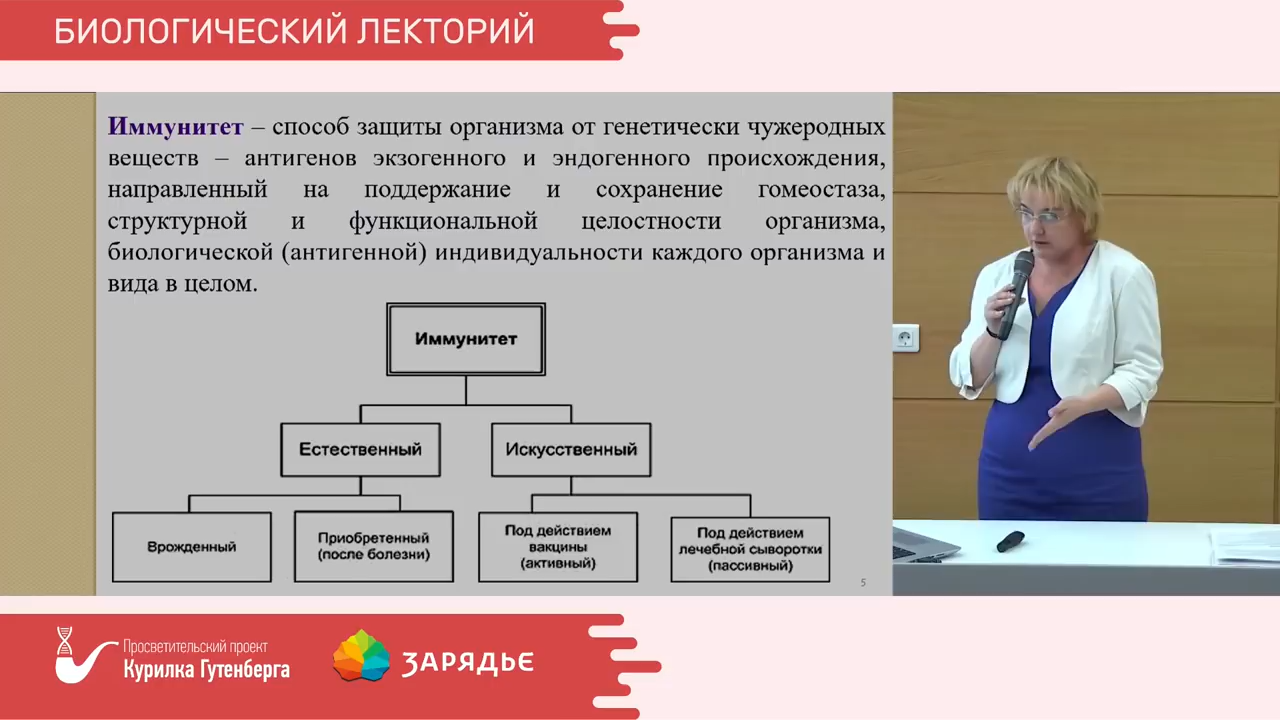 БИОЛОГИЧЕСКИЙ ЛЕКТОРИЙ
Иммунитет – способ защиты организма от генетически чужеродных
веществ – антигенов экзогенного и эндогенного происхождения,
направленный на поддержание и сохранение гомеостаза,
структурной и функциональной целостности организма,
биологической (антигенной) индивидуальности каждого организма и
вида в целом.
Иммунитет
Естественный
Искусственный
Врожденный
Приобретенный
(после болезни)
Под действием
вакцины
(активный)
Под действием
лечебной сыворотки
(пассивный)
5
Просветительский проект
Курилка Гутенберга
ЗАРЯДЬЕ